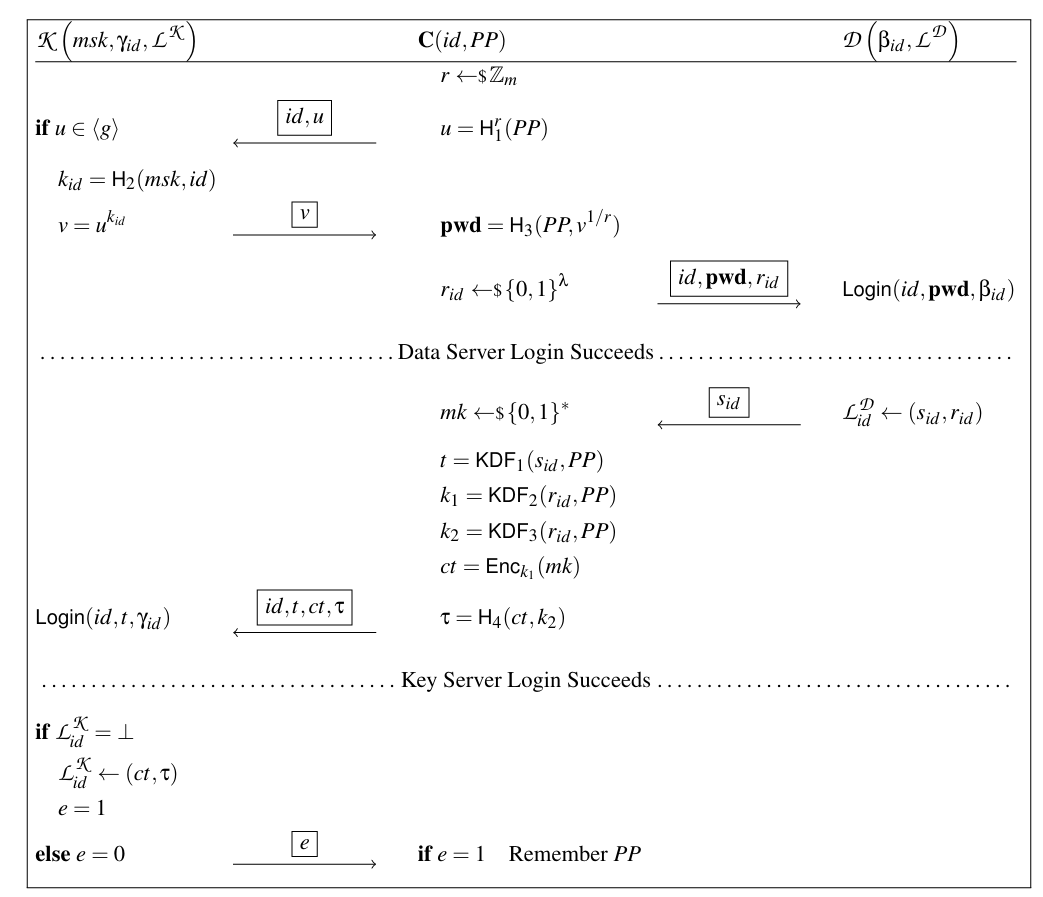 𝒦(msk, γ_id, ℒ^𝒦) C(id, PP) 𝒟(β_id, ℒ^𝒟)
r ←$ ℤ_m
if u ∈ ⟨g⟩ id, u u = H_1^r(PP)
k_id = H_2(msk, id)
v = u^{k_id} v pwd = H_3(PP, v^{1/r})
r_id ←$ {0,1}^λ id, pwd, r_id Login(id, pwd, β_id)
.................................... Data Server Login Succeeds ....................................
mk ←$ {0,1}^* s_id ℒ_id^𝒟 ← (s_id, r_id)
t = KDF_1(s_id, PP)
k_1 = KDF_2(r_id, PP)
k_2 = KDF_3(r_id, PP)
ct = Enc_{k_1}(mk)
Login(id, t, γ_id) id, t, ct, τ τ = H_4(ct, k_2)
.................................... Key Server Login Succeeds ....................................
if ℒ_id^𝒦 = ⊥
ℒ_id^𝒦 ← (ct, τ)
e = 1
else e = 0 e if e = 1 Remember PP